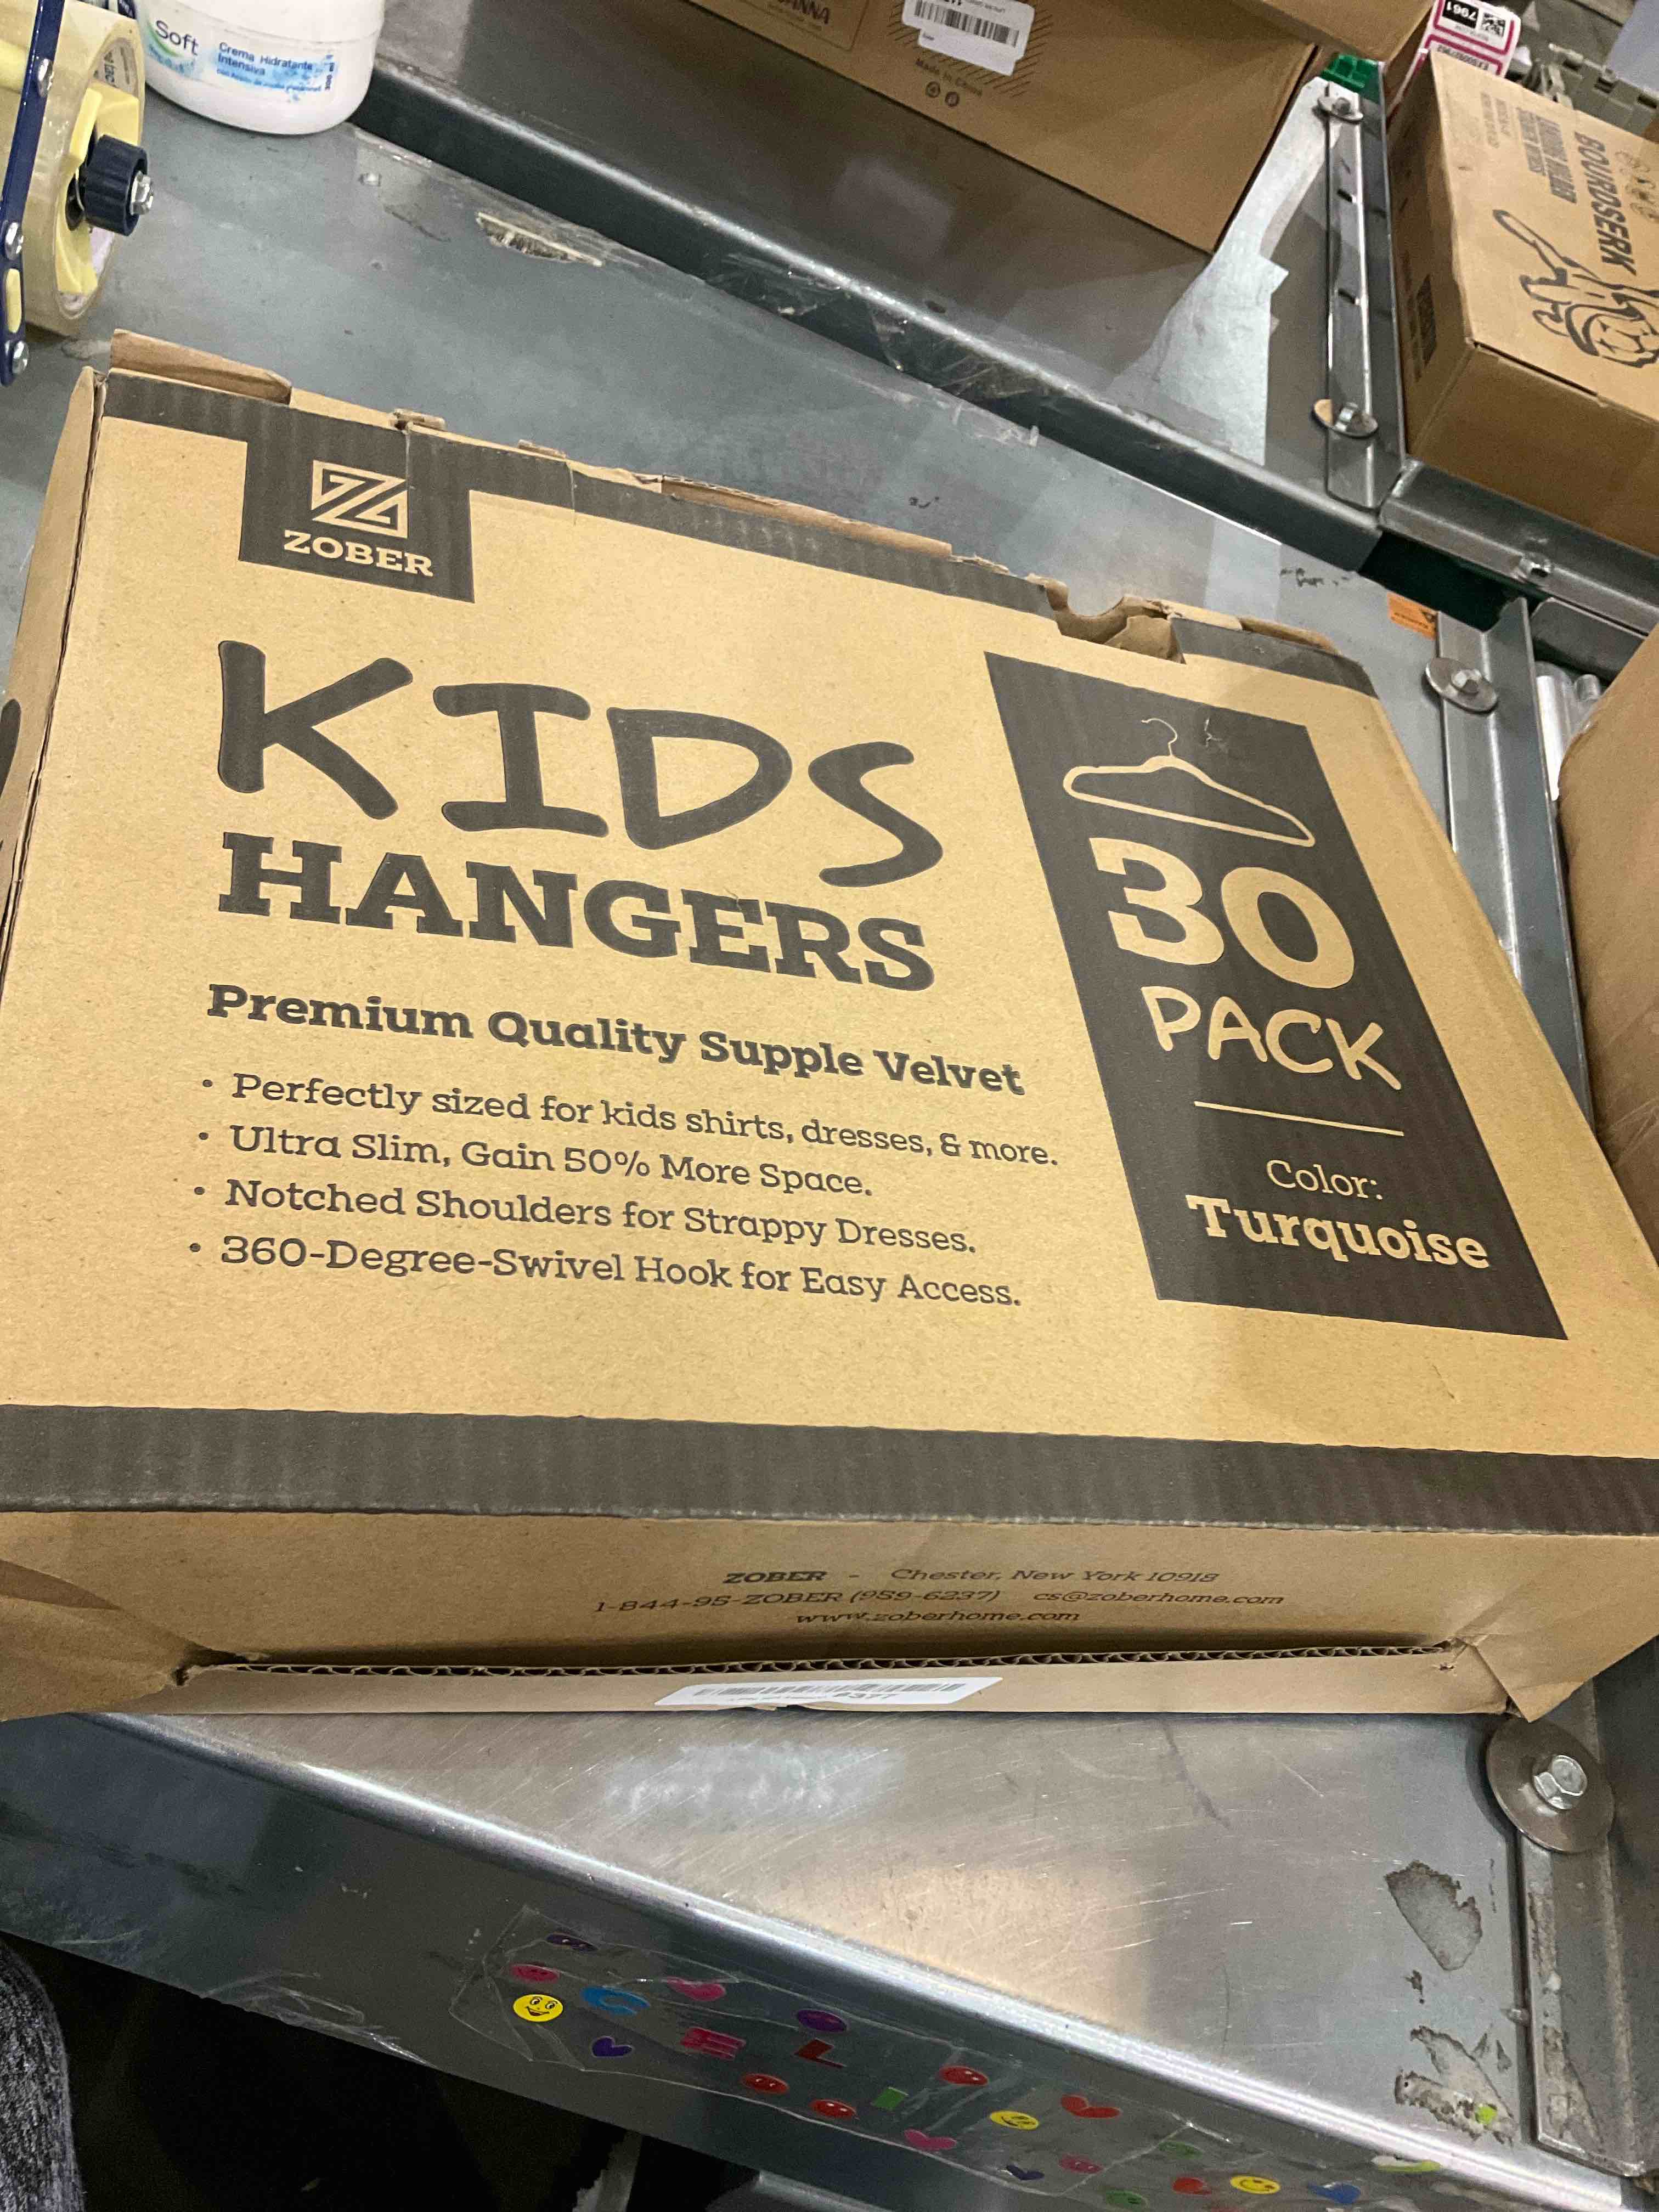 Soft
Crema Hidratante
Intensiva
Made in China
7961
BOURDSERK
ZOBER
KIDS
HANGERS
Premium Quality Supple Velvet
• Perfectly sized for kids shirts, dresses, & more.
• Ultra Slim, Gain 50% More Space.
• Notched Shoulders for Strappy Dresses.
• 360-Degree-Swivel Hook for Easy Access.
30
PACK
Color:
Turquoise
ZOBER - Chester, New York 10918
1-844-95-ZOBER (959-6237) cs@zoberhome.com
www.zoberhome.com
C
E
L
I